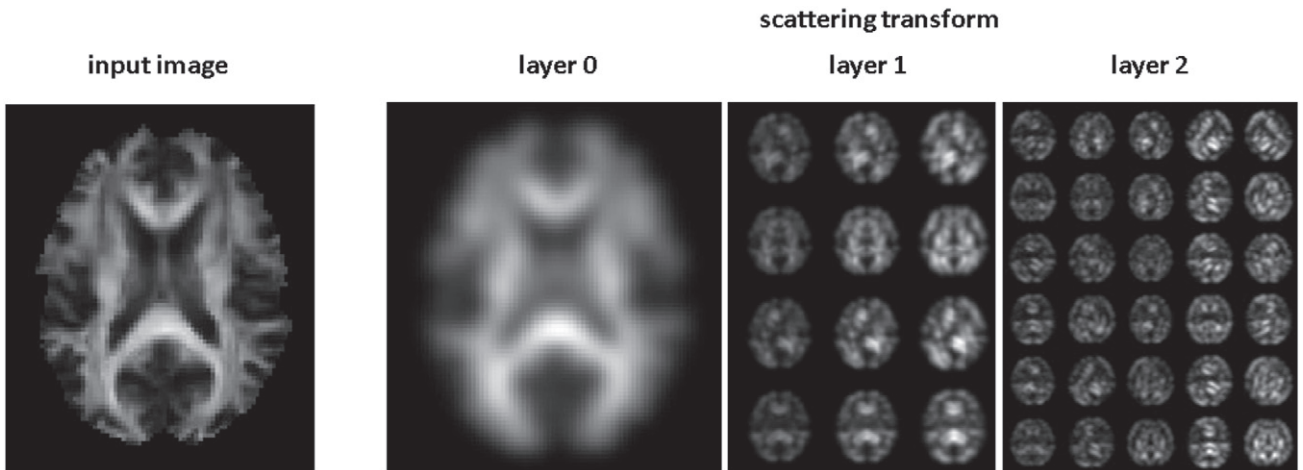 scattering transform
input image
layer 0
layer 1
layer 2